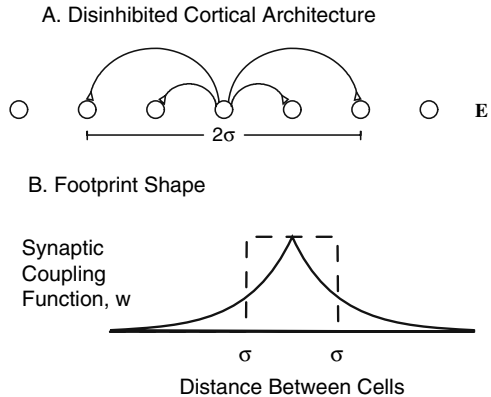 A. Disinhibited Cortical Architecture
E
2σ
B. Footprint Shape
Synaptic
Coupling
Function, w
σ σ
Distance Between Cells